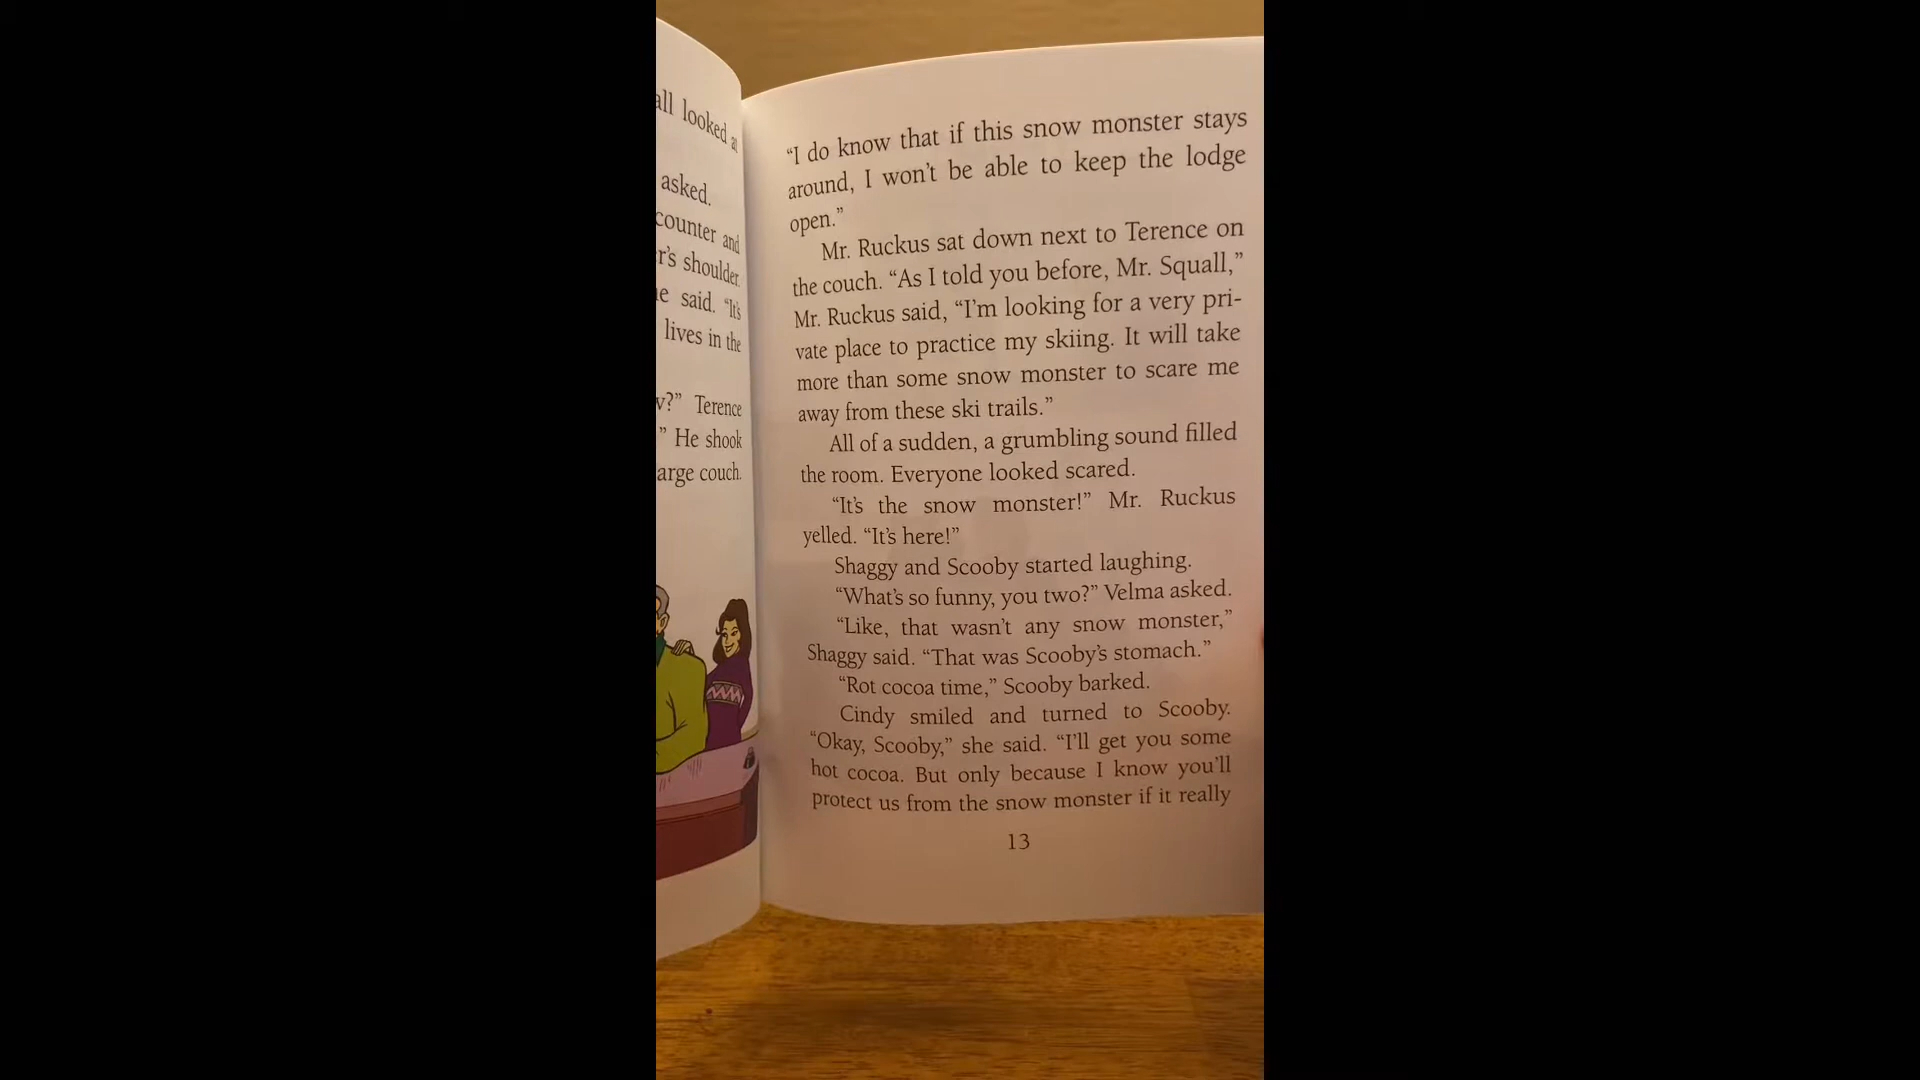 all looked at
asked.
counter and
r's shoulder.
he said. “It's
lives in the
?” Terence
” He shook
arge couch.
“I do know that if this snow monster stays
around, I won't be able to keep the lodge
open.”
Mr. Ruckus sat down next to Terence on
the couch. “As I told you before, Mr. Squall,”
Mr. Ruckus said, “I'm looking for a very pri-
vate place to practice my skiing. It will take
more than some snow monster to scare me
away from these ski trails.”
All of a sudden, a grumbling sound filled
the room. Everyone looked scared.
“It's the snow monster!” Mr. Ruckus
yelled. “It's here!”
Shaggy and Scooby started laughing.
“What's so funny, you two?” Velma asked.
“Like, that wasn't any snow monster,”
Shaggy said. “That was Scooby's stomach.”
“Rot cocoa time,” Scooby barked.
Cindy smiled and turned to Scooby.
“Okay, Scooby,” she said. “I'll get you some
hot cocoa. But only because I know you'll
protect us from the snow monster if it really
13